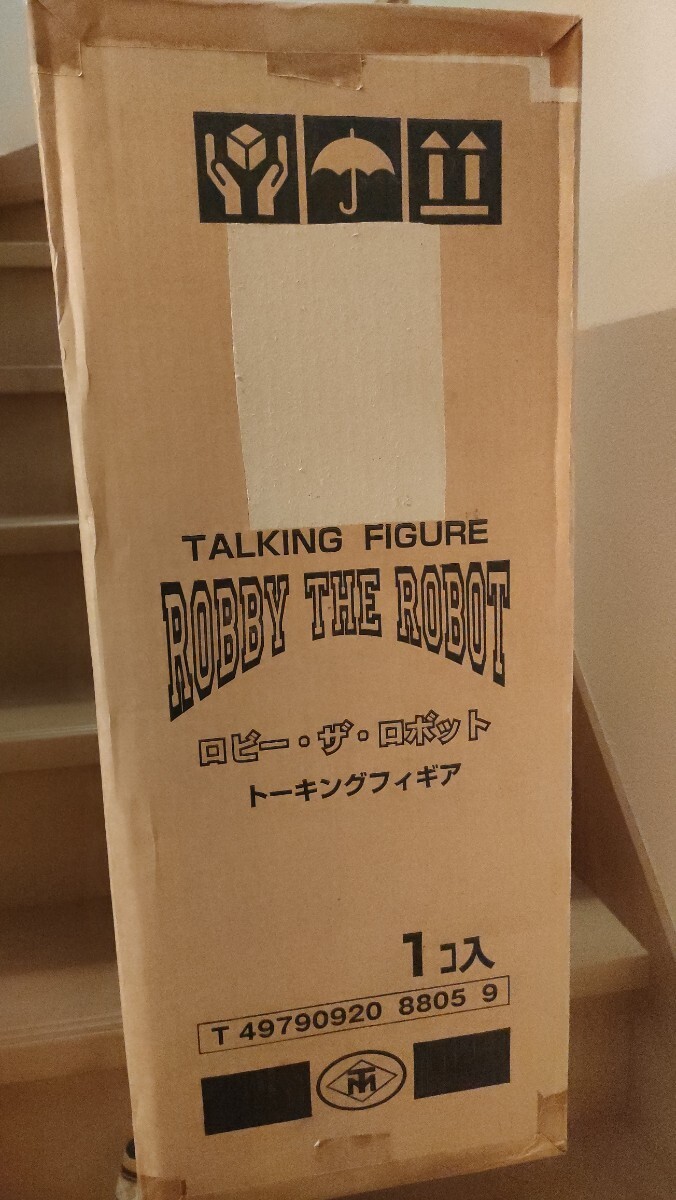 TALKING FIGURE
ROBBY THE ROBOT
ロビー・ザ・ロボット
トーキングフィギア
1コ入
T 49790920 8805 9
TM